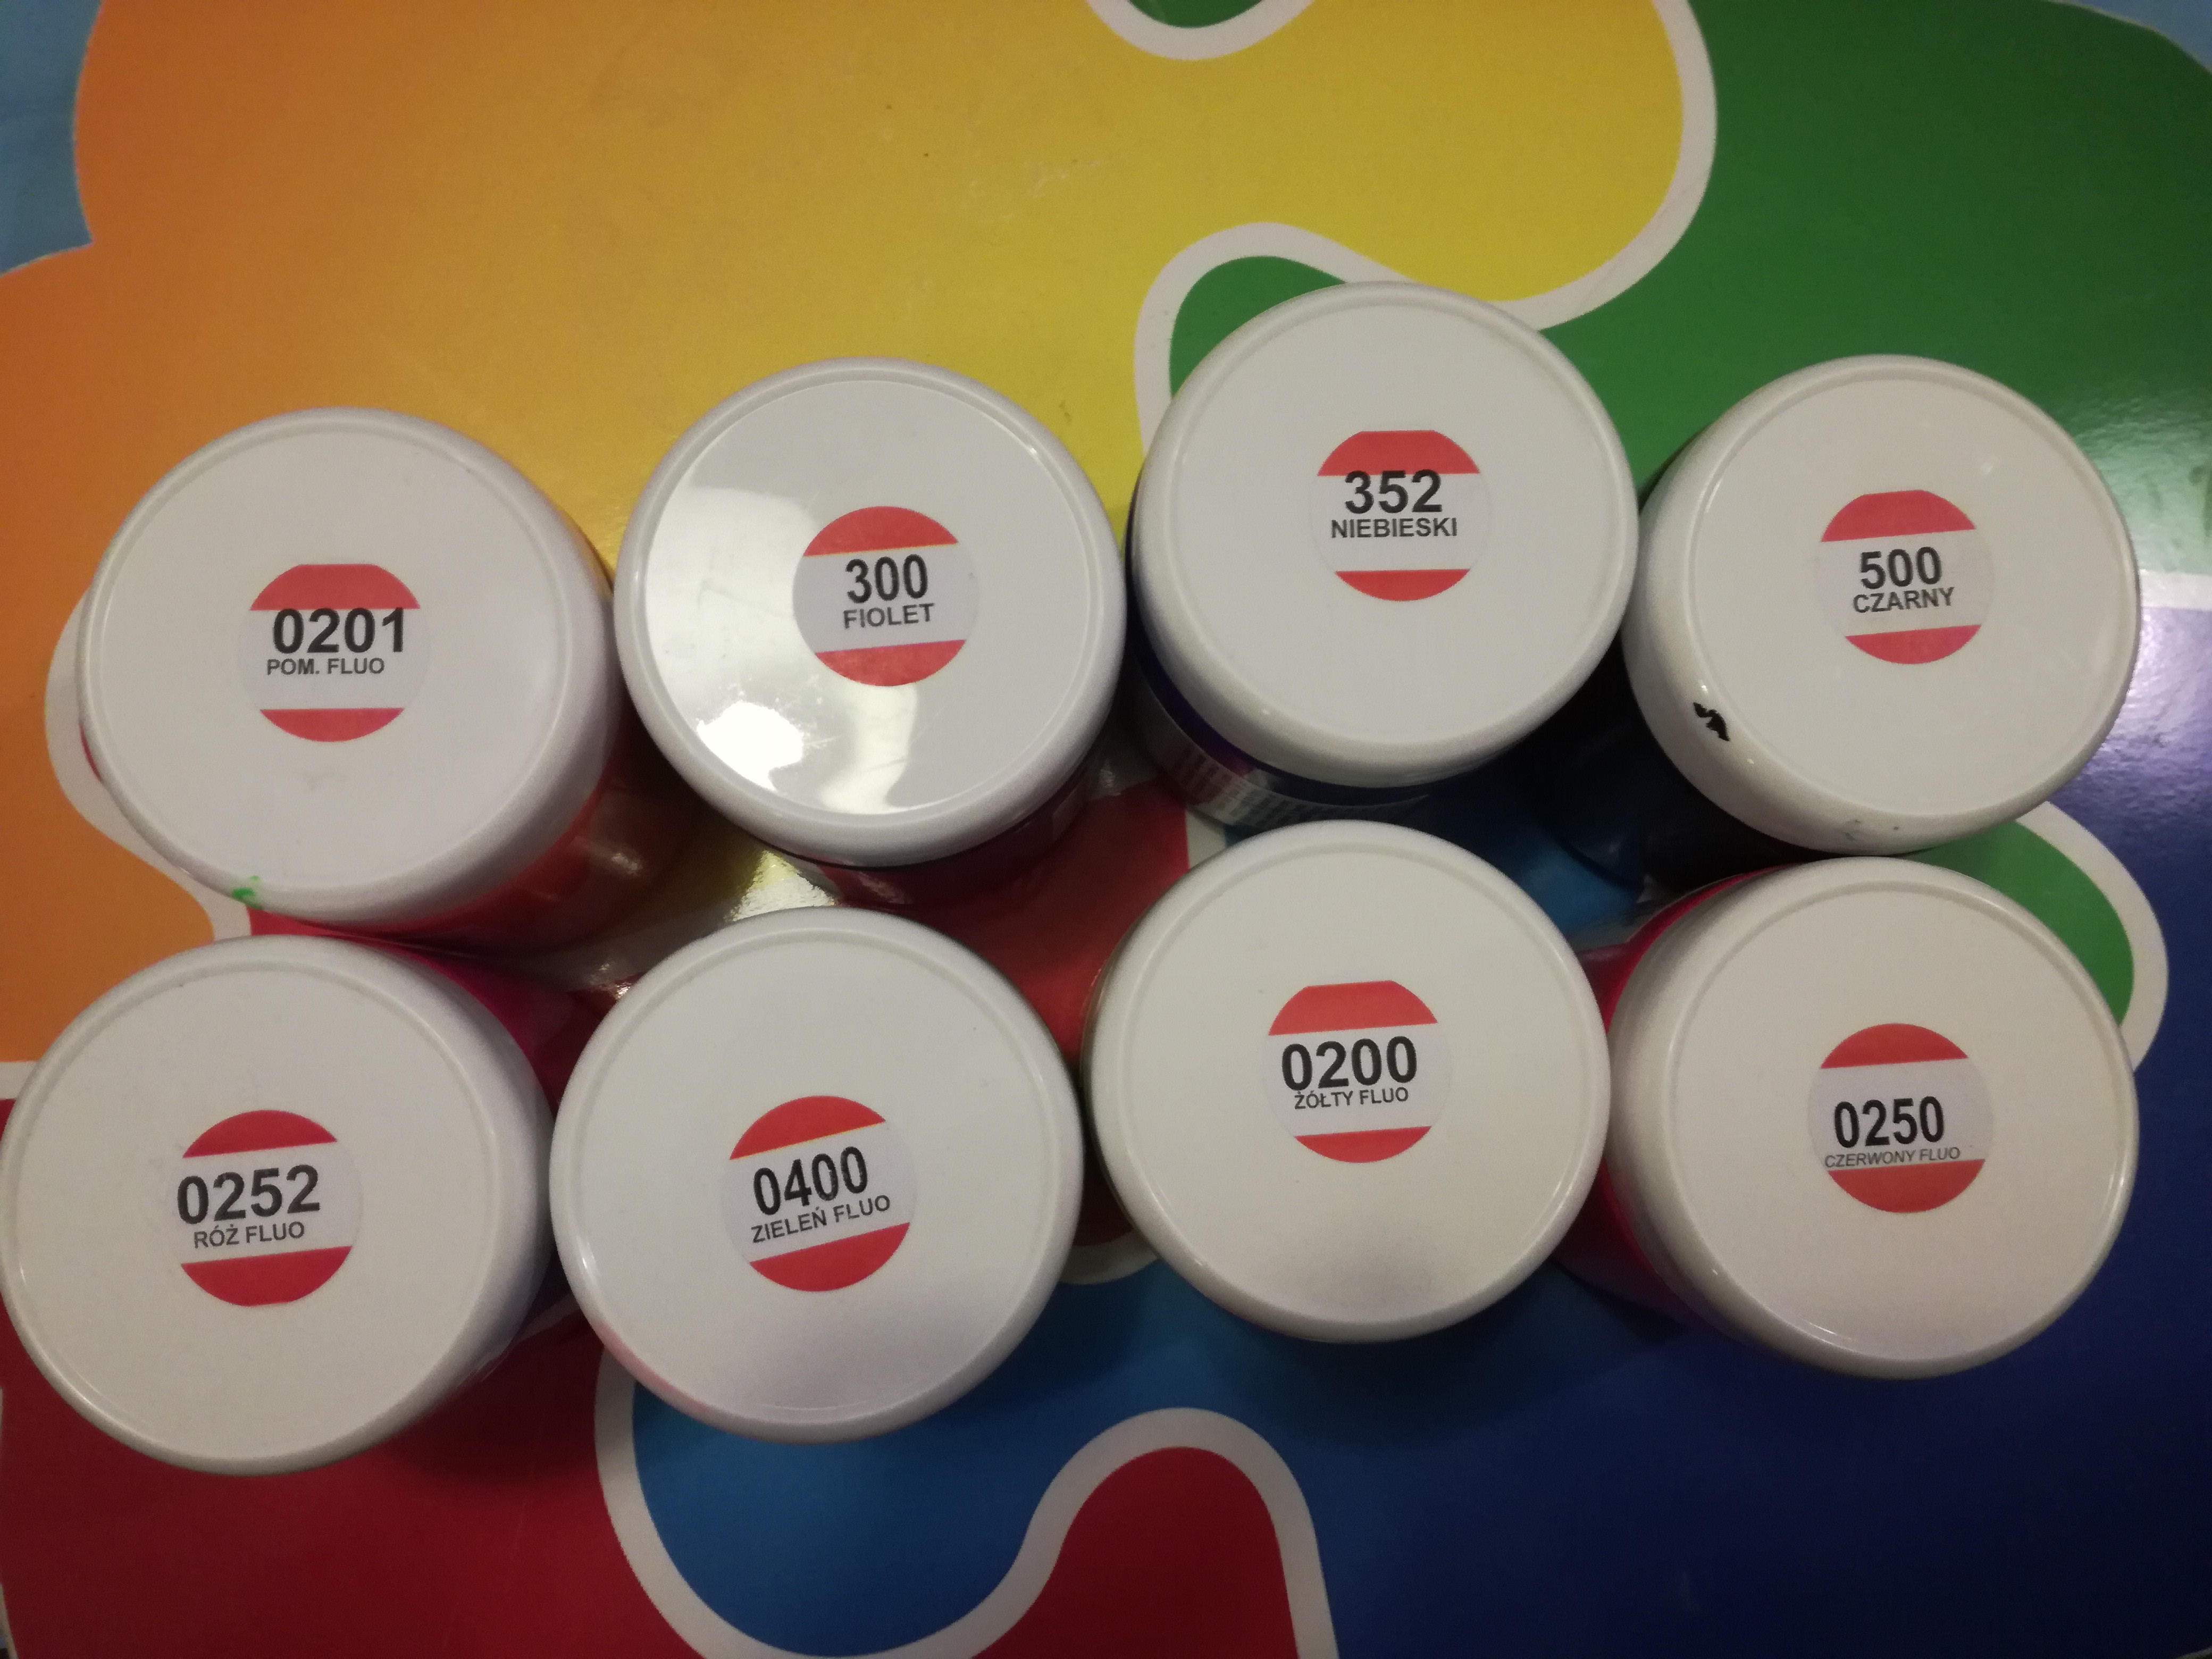 0201
POM. FLUO
300
FIOLET
352
NIEBIESKI
500
CZARNY
0252
RÓŻ FLUO
0400
ZIELEŃ FLUO
0200
ŻÓŁTY FLUO
0250
CZERWONY FLUO